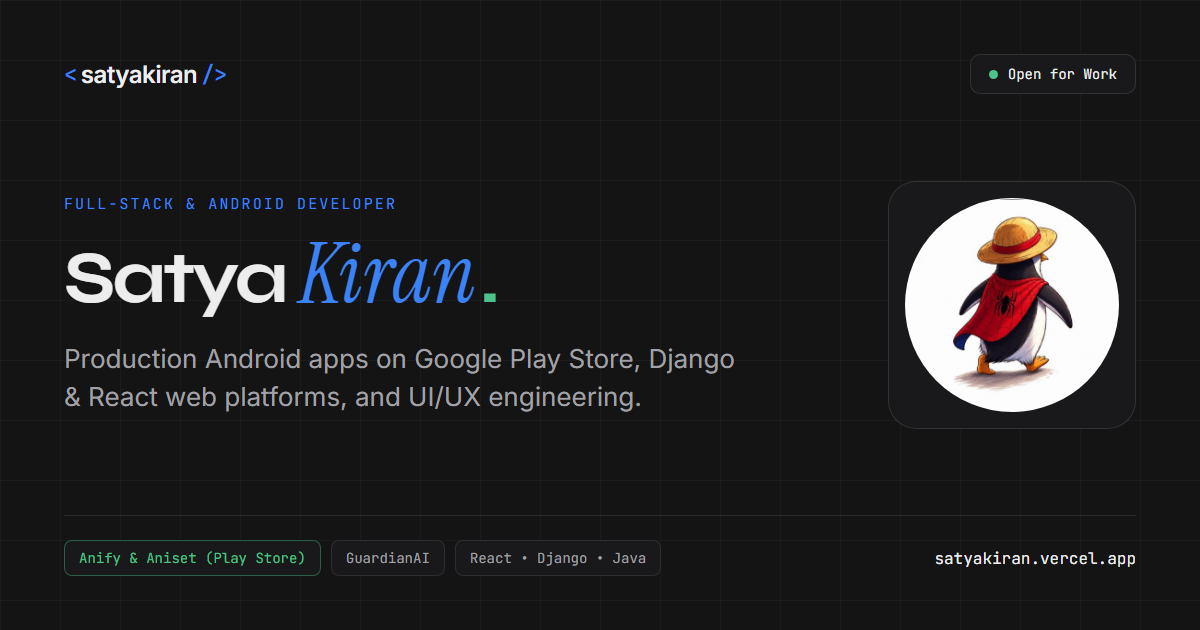 < satyakiran />
Open for Work
FULL-STACK & ANDROID DEVELOPER
Satya Kiran.
Production Android apps on Google Play Store, Django
& React web platforms, and UI/UX engineering.
Anify & Aniset (Play Store)
GuardianAI
React • Django • Java
satyakiran.vercel.app